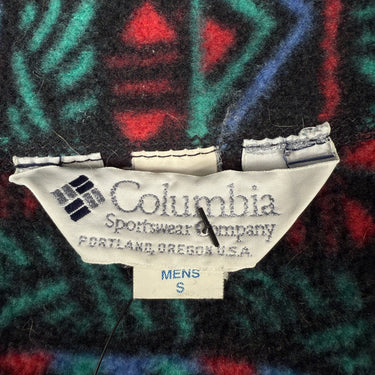 Columbia
Sportswear Company
PORTLAND, OREGON U.S.A.
MENS
S